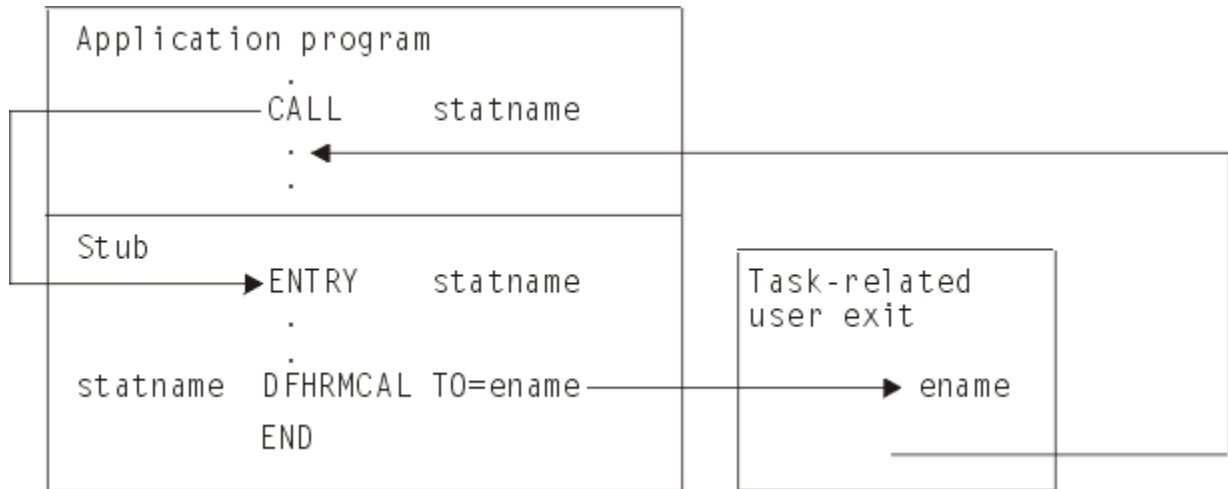 Application program
.
CALL statname
.
.
Stub
ENTRY statname
.
.
statname DFHRMCAL TO=ename
END
Task-related
user exit
ename